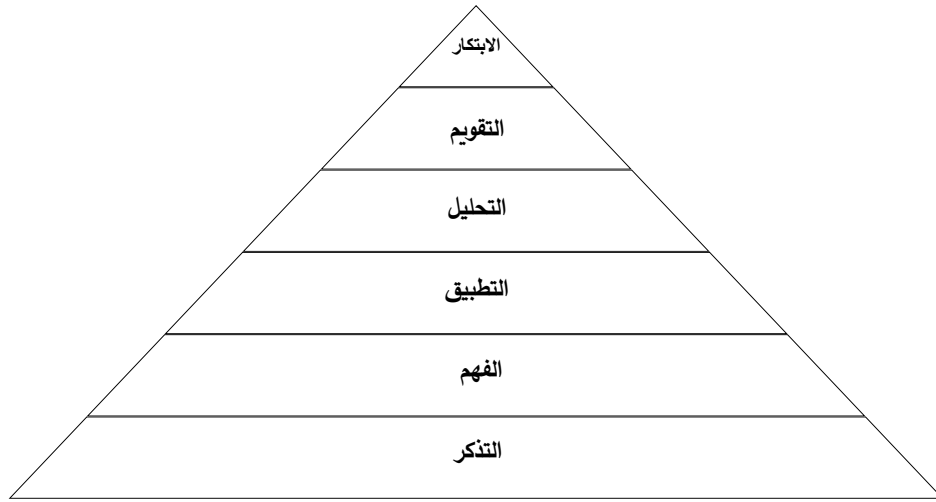 الابتكار
التقويم
التحليل
التطبيق
الفهم
التذكر